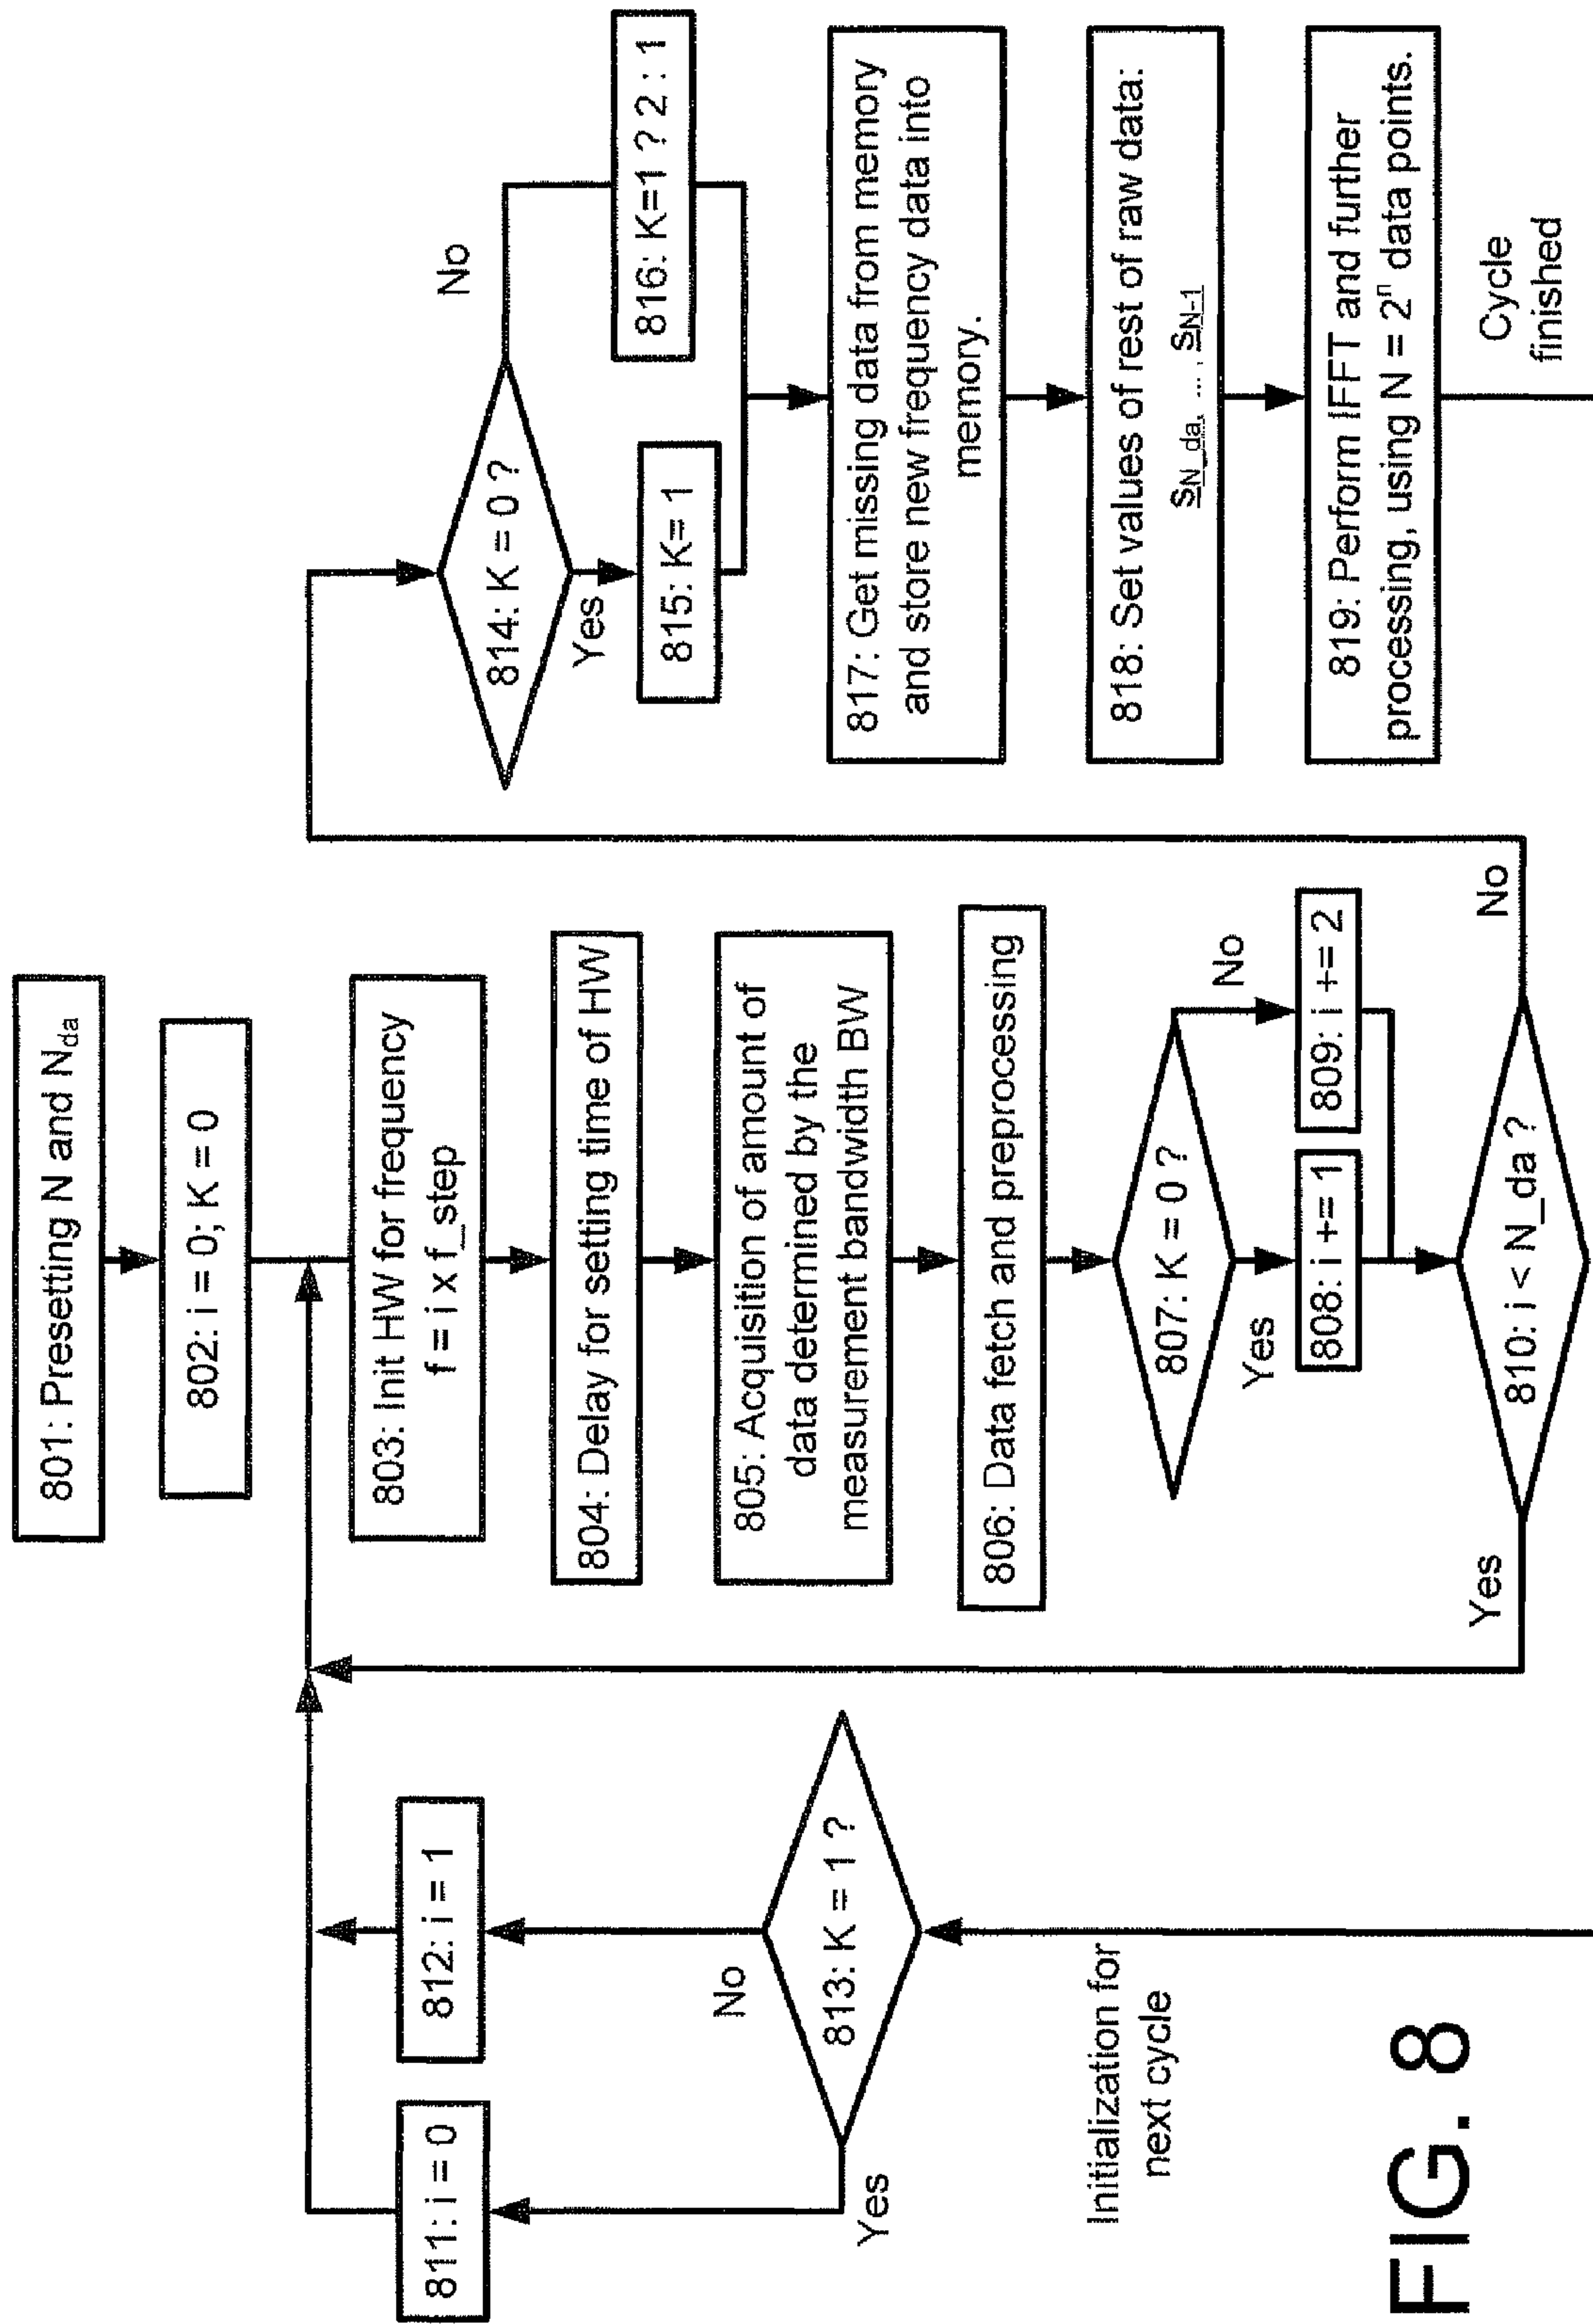 801: Presetting N and Nda
802: i = 0; K = 0
803: Init HW for frequency
f = i x f_step
804: Delay for setting time of HW
805: Acquisition of amount of
data determined by the
measurement bandwidth BW
806: Data fetch and preprocessing
807: K = 0 ?
Yes
No
808: i += 1
809: i += 2
810: i < N_da ?
Yes
No
811: i = 0
812: i = 1
813: K = 1 ?
Yes
No
Initialization for
next cycle
814: K = 0 ?
Yes
No
815: K= 1
816: K=1 ? 2 : 1
817: Get missing data from memory
and store new frequency data into
memory.
818: Set values of rest of raw data:
SN_da, ... , SN-1
819: Perform IFFT and further
processing, using N = 2ⁿ data points.
Cycle
finished
FIG. 8